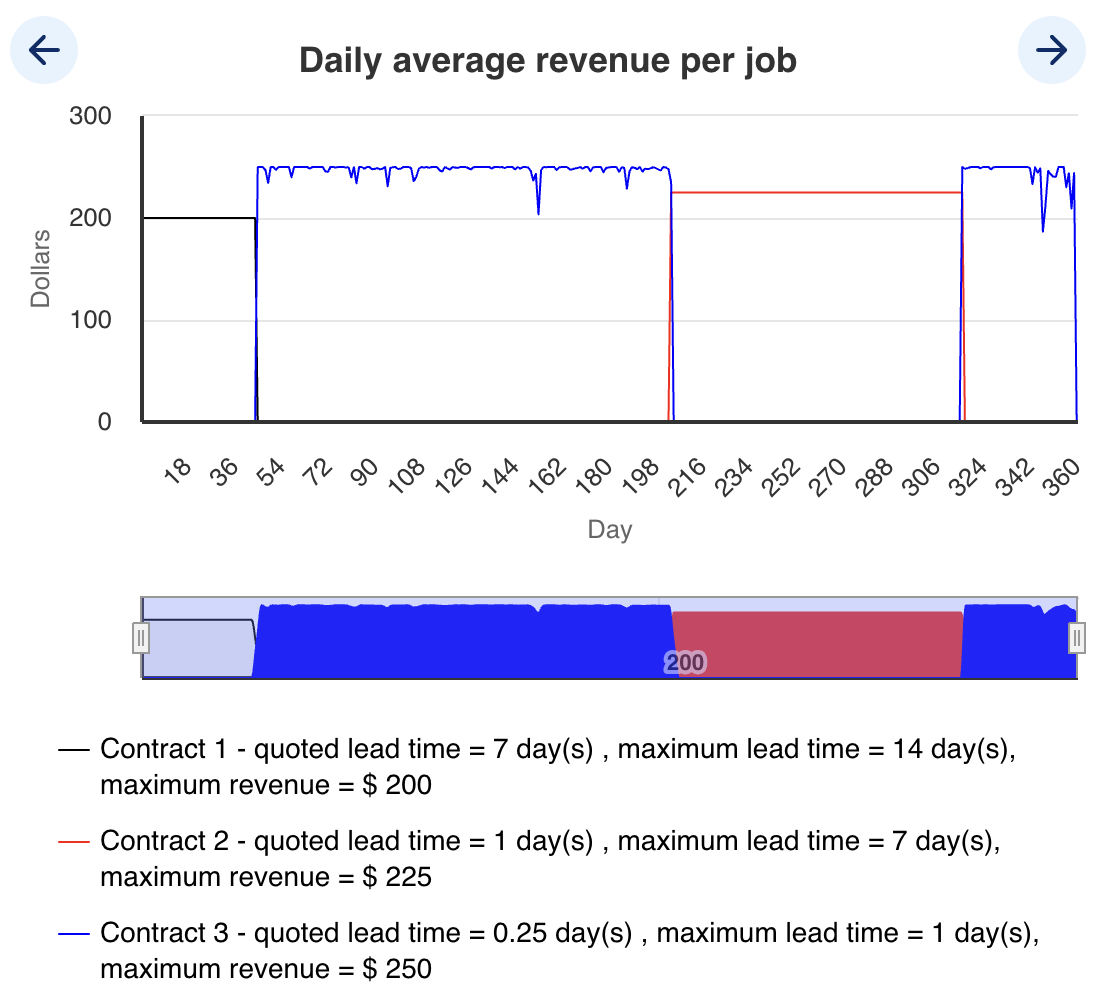 Daily average revenue per job
300
200
100
0
Dollars
18 36 54 72 90 108 126 144 162 180 198 216 234 252 270 288 306 324 342 360
Day
200
Contract 1 - quoted lead time = 7 day(s) , maximum lead time = 14 day(s),
maximum revenue = $ 200
Contract 2 - quoted lead time = 1 day(s) , maximum lead time = 7 day(s),
maximum revenue = $ 225
Contract 3 - quoted lead time = 0.25 day(s) , maximum lead time = 1 day(s),
maximum revenue = $ 250